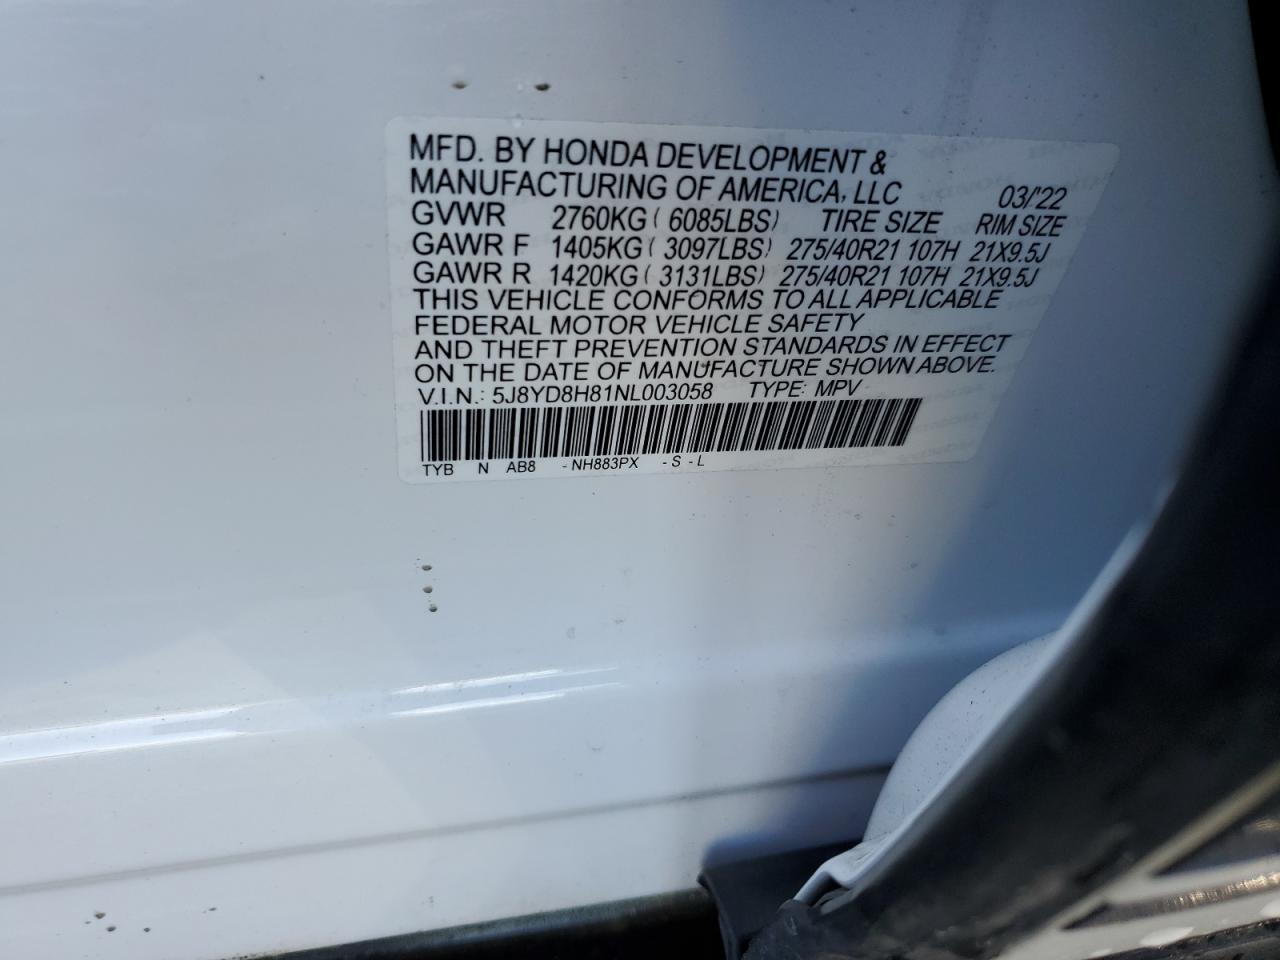 MFD. BY HONDA DEVELOPMENT &
MANUFACTURING OF AMERICA, LLC 03/'22
GVWR 2760KG ( 6085LBS) TIRE SIZE RIM SIZE
GAWR F 1405KG ( 3097LBS) 275/40R21 107H 21X9.5J
GAWR R 1420KG ( 3131LBS) 275/40R21 107H 21X9.5J
THIS VEHICLE CONFORMS TO ALL APPLICABLE
FEDERAL MOTOR VEHICLE SAFETY
AND THEFT PREVENTION STANDARDS IN EFFECT
ON THE DATE OF MANUFACTURE SHOWN ABOVE.
V.I.N.: 5J8YD8H81NL003058 TYPE: MPV
TYB N AB8 - NH883PX - S - L